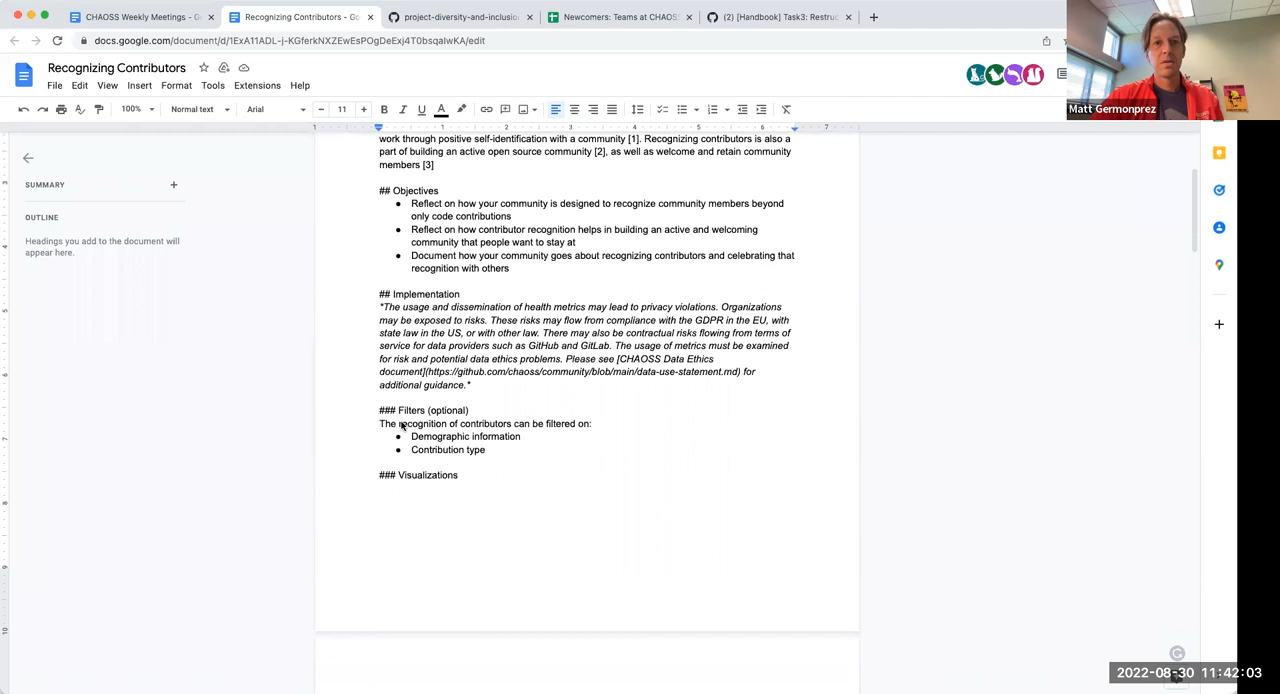 CHAOSS Weekly Meetings - G
Recognizing Contributors - Go
project-diversity-and-inclusio
Newcomers: Teams at CHAOS
(2) [Handbook] Task3: Restruc
docs.google.com/document/d/1ExA11ADL-j-KGferkNXZEwEsPOgDeExj4T0bsqaIwKA/edit
Recognizing Contributors
File Edit View Insert Format Tools Extensions Help
100% Normal text Arial 11
Matt Germonprez
SUMMARY
OUTLINE
Headings you add to the document will
appear here.
work through positive self-identification with a community [1]. Recognizing contributors is also a
part of building an active open source community [2], as well as welcome and retain community
members [3]
## Objectives
● Reflect on how your community is designed to recognize community members beyond
only code contributions
● Reflect on how contributor recognition helps in building an active and welcoming
community that people want to stay at
● Document how your community goes about recognizing contributors and celebrating that
recognition with others
## Implementation
*The usage and dissemination of health metrics may lead to privacy violations. Organizations
may be exposed to risks. These risks may flow from compliance with the GDPR in the EU, with
state law in the US, or with other law. There may also be contractual risks flowing from terms of
service for data providers such as GitHub and GitLab. The usage of metrics must be examined
for risk and potential data ethics problems. Please see [CHAOSS Data Ethics
document](https://github.com/chaoss/community/blob/main/data-use-statement.md) for
additional guidance.*
### Filters (optional)
The recognition of contributors can be filtered on:
● Demographic information
● Contribution type
### Visualizations
2022-08-30 11:42:03